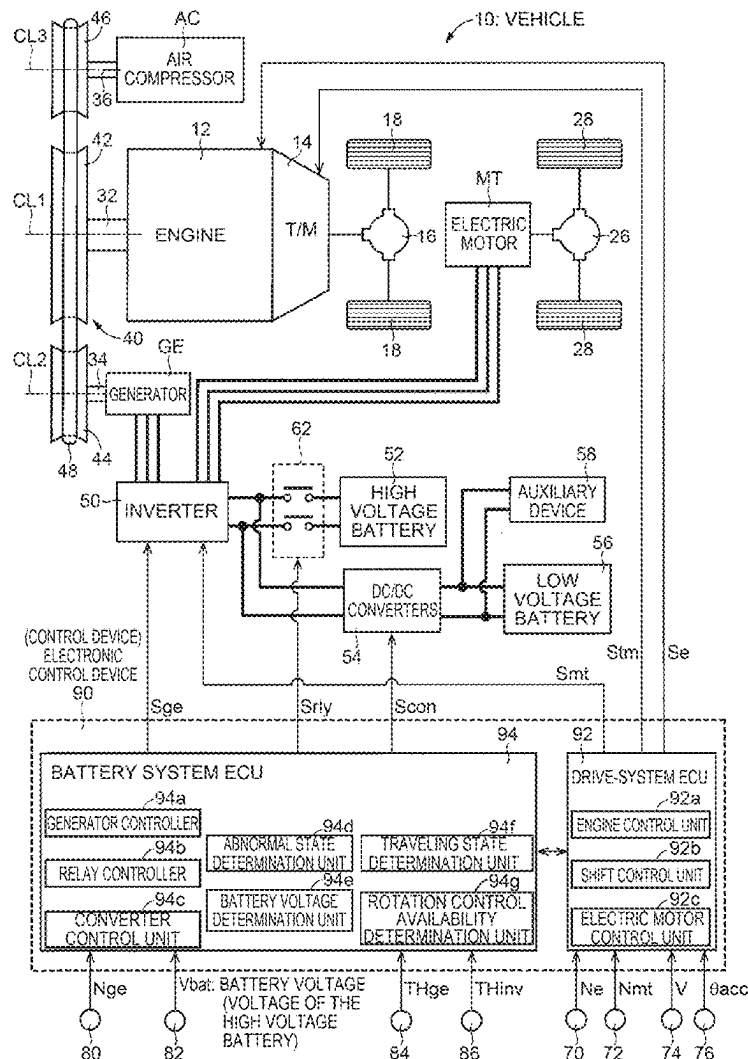 46
AC
10: VEHICLE
CL3
AIR
COMPRESSOR
36
42
12
14
18
28
CL1
32
MT
ENGINE
T/M
16
ELECTRIC
MOTOR
26
40
18
28
CL2
34
GE
GENERATOR
44
48
62
52
58
50
INVERTER
HIGH
VOLTAGE
BATTERY
AUXILIARY
DEVICE
56
DC/DC
CONVERTERS
LOW
VOLTAGE
BATTERY
54
(CONTROL DEVICE)
ELECTRONIC
CONTROL DEVICE
90
Stm
Se
Smt
Sge
Srly
Scon
94
92
BATTERY SYSTEM ECU
DRIVE-SYSTEM ECU
94a
GENERATOR CONTROLLER
94d
ABNORMAL STATE
DETERMINATION UNIT
94f
TRAVELING STATE
DETERMINATION UNIT
92a
ENGINE CONTROL UNIT
94b
RELAY CONTROLLER
94e
BATTERY VOLTAGE
DETERMINATION UNIT
94g
ROTATION CONTROL
AVAILABILITY
DETERMINATION UNIT
92b
SHIFT CONTROL UNIT
94c
CONVERTER
CONTROL UNIT
92c
ELECTRIC MOTOR
CONTROL UNIT
Nge
Vbat: BATTERY VOLTAGE
(VOLTAGE OF THE
HIGH VOLTAGE
BATTERY)
THge
THinv
Ne
Nmt
V
θacc
80
82
84
86
70
72
74
76